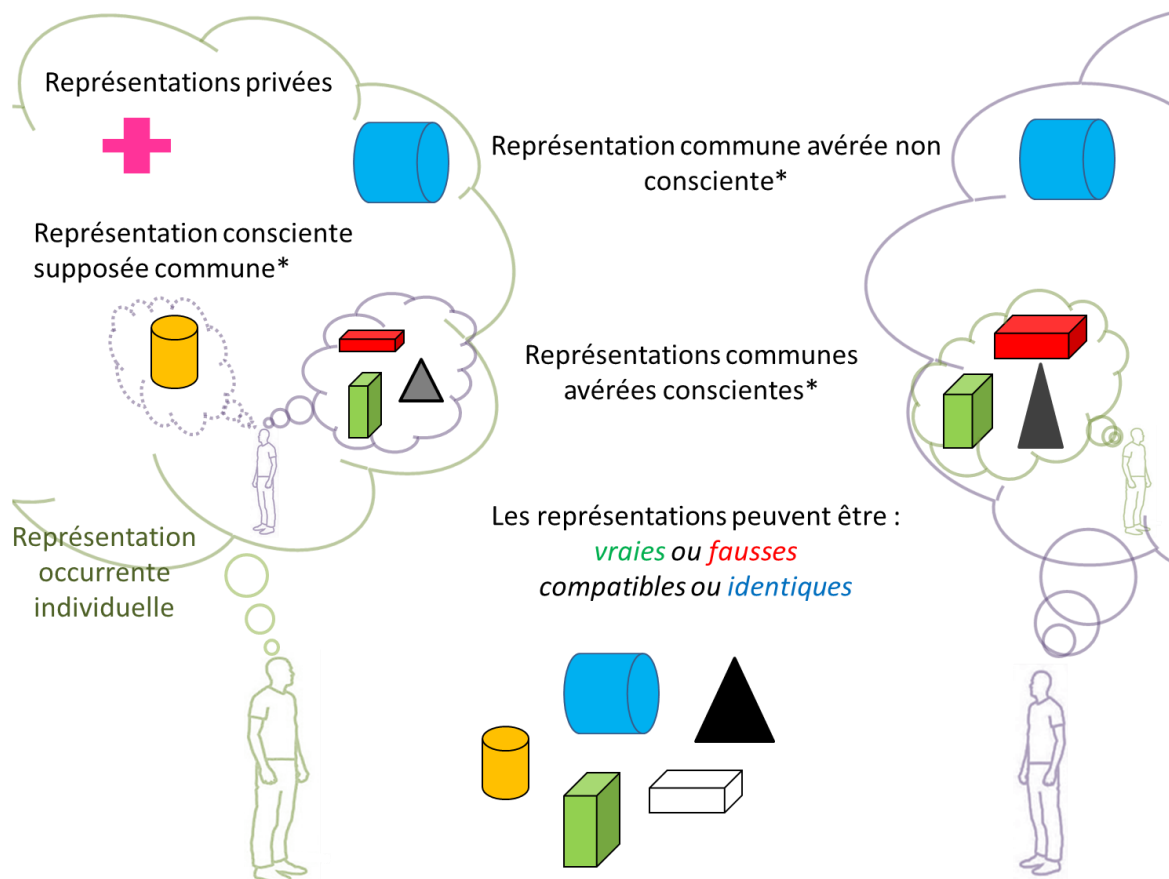 Représentations privées
Représentation commune avérée non
consciente*
Représentation consciente
supposée commune*
Représentations communes
avérées conscientes*
Représentation
occurrente
individuelle
Les représentations peuvent être :
vraies ou fausses
compatibles ou identiques